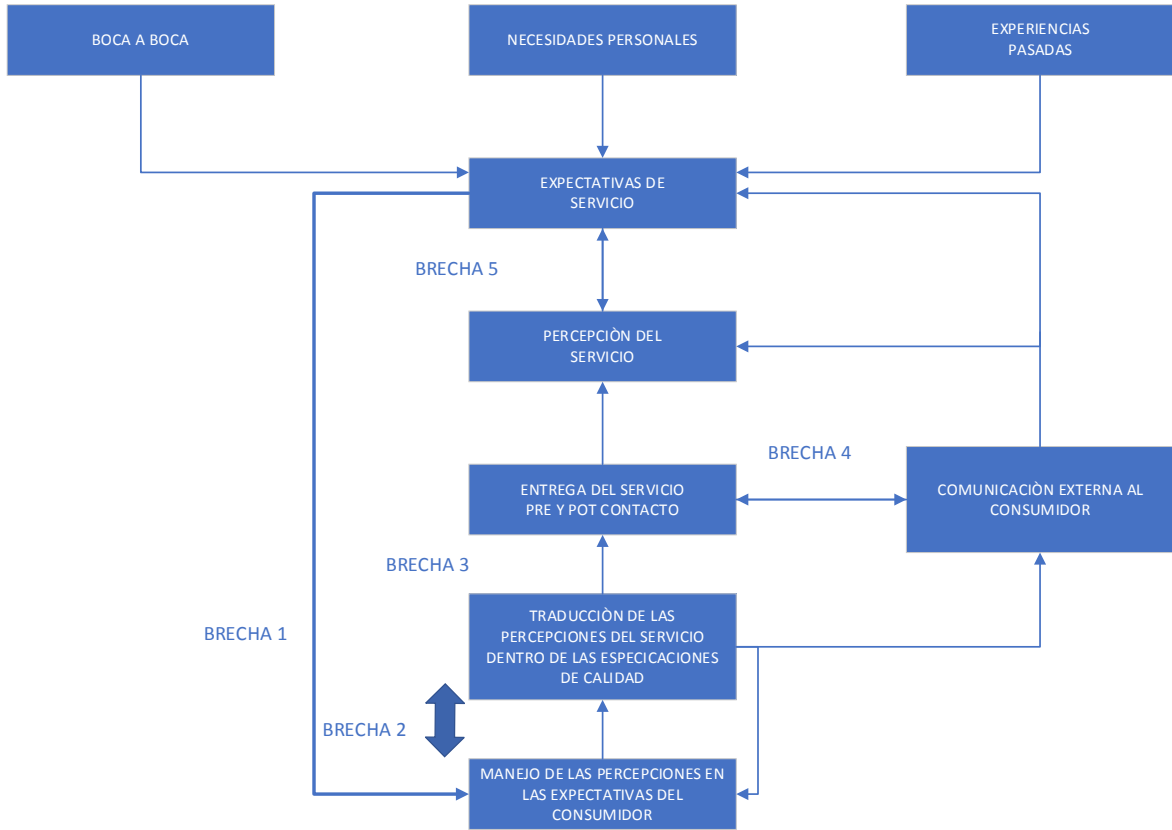 BOCA A BOCA
NECESIDADES PERSONALES
EXPERIENCIAS
PASADAS
EXPECTATIVAS DE
SERVICIO
BRECHA 5
PERCEPCIÒN DEL
SERVICIO
BRECHA 4
ENTREGA DEL SERVICIO
PRE Y POT CONTACTO
COMUNICACIÒN EXTERNA AL
CONSUMIDOR
BRECHA 3
TRADUCCIÒN DE LAS
PERCEPCIONES DEL SERVICIO
DENTRO DE LAS ESPECICACIONES
DE CALIDAD
BRECHA 1
BRECHA 2
MANEJO DE LAS PERCEPCIONES EN
LAS EXPECTATIVAS DEL
CONSUMIDOR